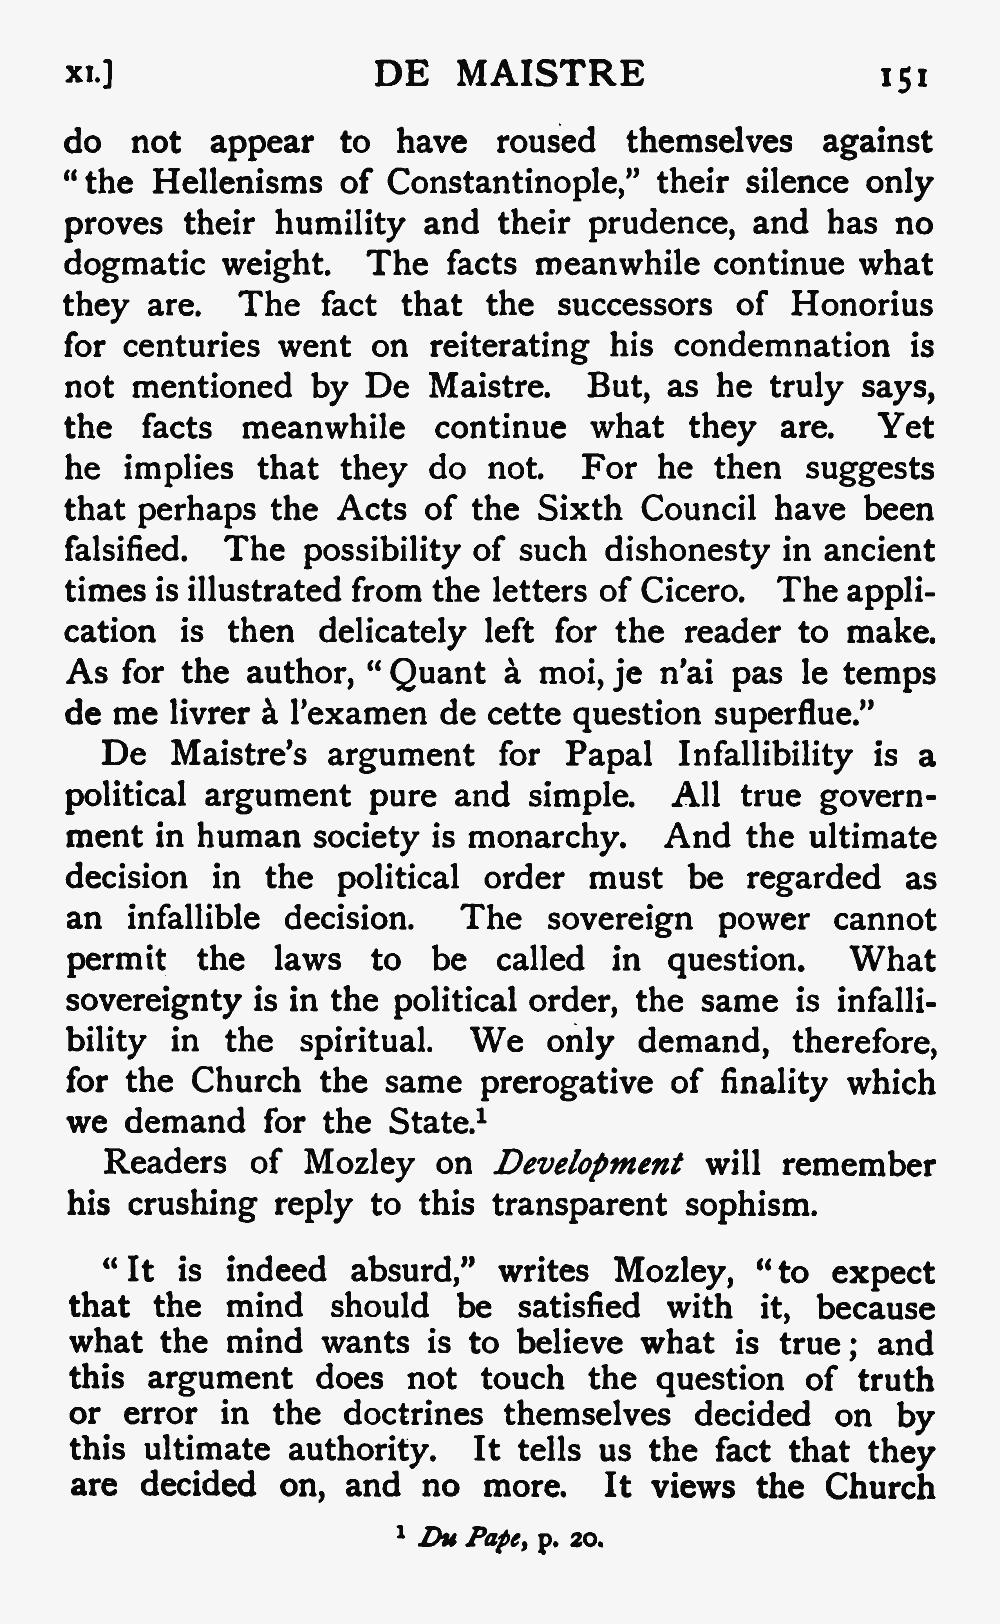 XI.] DE MAISTRE 151
do not appear to have roused themselves against
“the Hellenisms of Constantinople,” their silence only
proves their humility and their prudence, and has no
dogmatic weight. The facts meanwhile continue what
they are. The fact that the successors of Honorius
for centuries went on reiterating his condemnation is
not mentioned by De Maistre. But, as he truly says,
the facts meanwhile continue what they are. Yet
he implies that they do not. For he then suggests
that perhaps the Acts of the Sixth Council have been
falsified. The possibility of such dishonesty in ancient
times is illustrated from the letters of Cicero. The appli-
cation is then delicately left for the reader to make.
As for the author, “Quant à moi, je n'ai pas le temps
de me livrer à l'examen de cette question superflue.”
De Maistre's argument for Papal Infallibility is a
political argument pure and simple. All true govern-
ment in human society is monarchy. And the ultimate
decision in the political order must be regarded as
an infallible decision. The sovereign power cannot
permit the laws to be called in question. What
sovereignty is in the political order, the same is infalli-
bility in the spiritual. We only demand, therefore,
for the Church the same prerogative of finality which
we demand for the State.¹
Readers of Mozley on Development will remember
his crushing reply to this transparent sophism.
“It is indeed absurd,” writes Mozley, “to expect
that the mind should be satisfied with it, because
what the mind wants is to believe what is true; and
this argument does not touch the question of truth
or error in the doctrines themselves decided on by
this ultimate authority. It tells us the fact that they
are decided on, and no more. It views the Church
¹ Du Pape, p. 20.